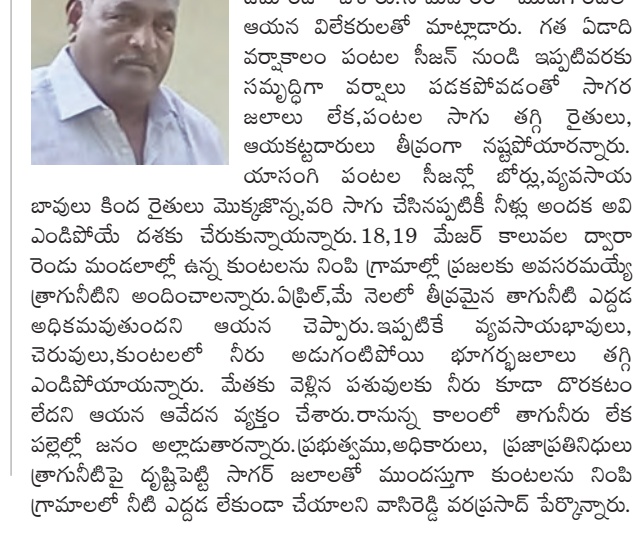 ఆయన విలేకరులతో మాట్లాడారు. గత ఏడాది
వర్షాకాలం పంటల సీజన్ నుండి ఇప్పటివరకు
సమృద్ధిగా వర్షాలు పడకపోవడంతో సాగర
జలాలు లేక,పంటల సాగు తగ్గి రైతులు,
ఆయకట్టదారులు తీవ్రంగా నష్టపోయారన్నారు.
యాసంగి పంటల సీజన్లో బోర్లు,వ్యవసాయ
బావులు కింద రైతులు మొక్కజొన్న,వరి సాగు చేసినప్పటికీ నీళ్లు అందక అవి
ఎండిపోయే దశకు చేరుకున్నాయన్నారు.18,19 మేజర్ కాలువల ద్వారా
రెండు మండలాల్లో ఉన్న కుంటలను నింపి గ్రామాల్లో ప్రజలకు అవసరమయ్యే
త్రాగునీటిని అందించాలన్నారు.ఏప్రిల్,మే నెలలో తీవ్రమైన తాగునీటి ఎద్దడ
అధికమవుతుందని ఆయన చెప్పారు.ఇప్పటికే వ్యవసాయభావులు,
చెరువులు,కుంటలలో నీరు అడుగంటిపోయి భూగర్భజలాలు తగ్గి
ఎండిపోయాయన్నారు. మేతకు వెళ్లిన పశువులకు నీరు కూడా దొరకటం
లేదని ఆయన ఆవేదన వ్యక్తం చేశారు.రానున్న కాలంలో తాగునీరు లేక
పల్లెల్లో జనం అల్లాడుతారన్నారు.ప్రభుత్వము,అధికారులు, ప్రజాప్రతినిధులు
త్రాగునీటిపై దృష్టిపెట్టి సాగర్ జలాలతో ముందస్తుగా కుంటలను నింపి
గ్రామాలలో నీటి ఎద్దడ లేకుండా చేయాలని వాసిరెడ్డి వరప్రసాద్ పేర్కొన్నారు.